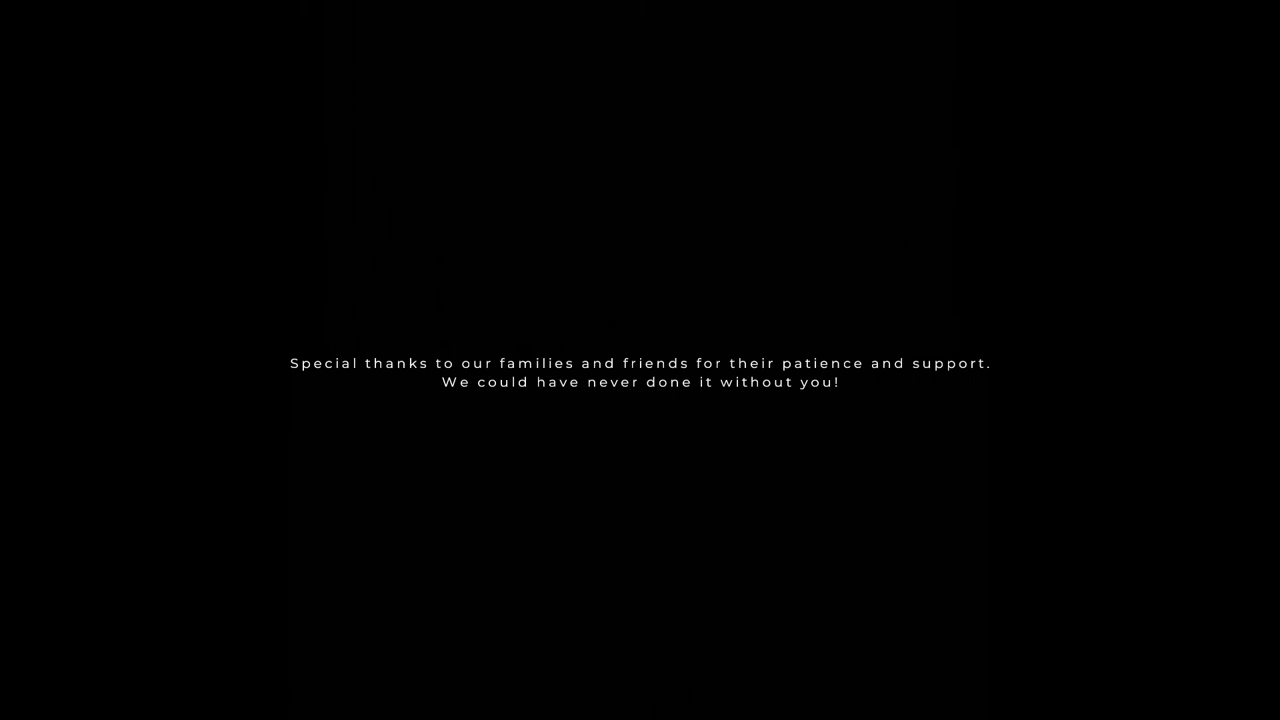 Special thanks to our families and friends for their patience and support.
We could have never done it without you!